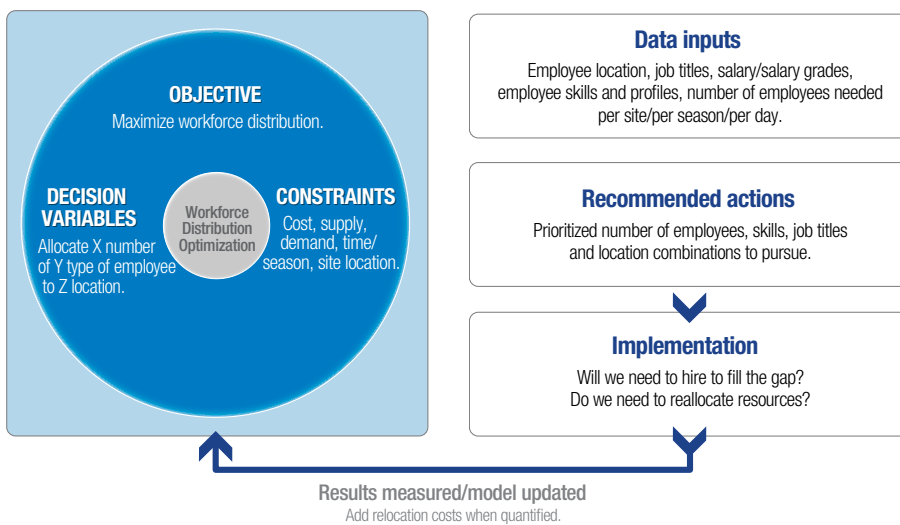 OBJECTIVE
Maximize workforce distribution.
DECISION
VARIABLES
Allocate X number
of Y type of employee
to Z location.
Workforce
Distribution
Optimization
CONSTRAINTS
Cost, supply,
demand, time/
season, site location.
Data inputs
Employee location, job titles, salary/salary grades,
employee skills and profiles, number of employees needed
per site/per season/per day.
Recommended actions
Prioritized number of employees, skills, job titles
and location combinations to pursue.
Implementation
Will we need to hire to fill the gap?
Do we need to reallocate resources?
Results measured/model updated
Add relocation costs when quantified.